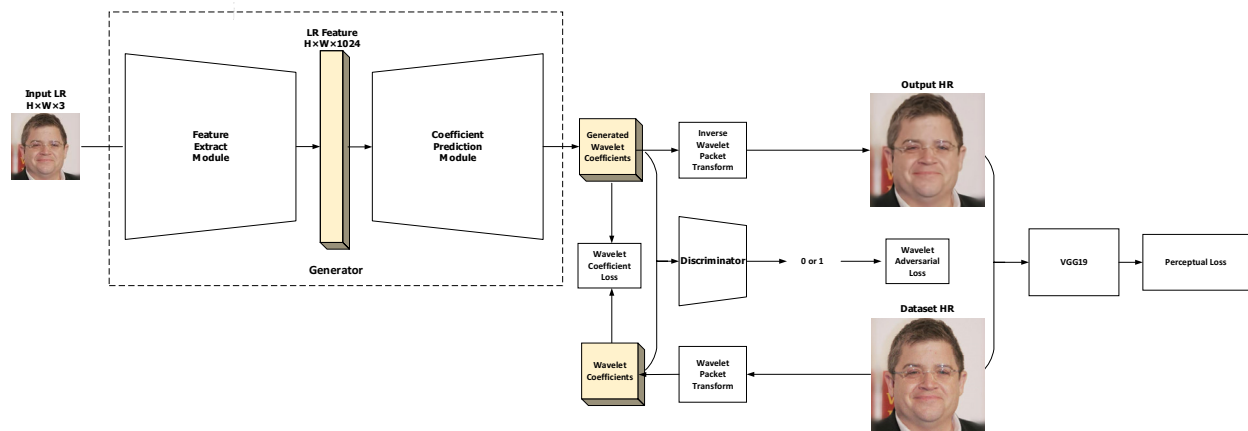 Input LR
H×W×3
Feature
Extract
Module
LR Feature
H×W×1024
Coefficient
Prediction
Module
Generator
Generated
Wavelet
Coefficients
Inverse
Wavelet
Packet
Transform
Output HR
Wavelet
Coefficient
Loss
Discriminator
0 or 1
Wavelet
Adversarial
Loss
VGG19
Perceptual Loss
Dataset HR
Wavelet
Coefficients
Wavelet
Packet
Transform